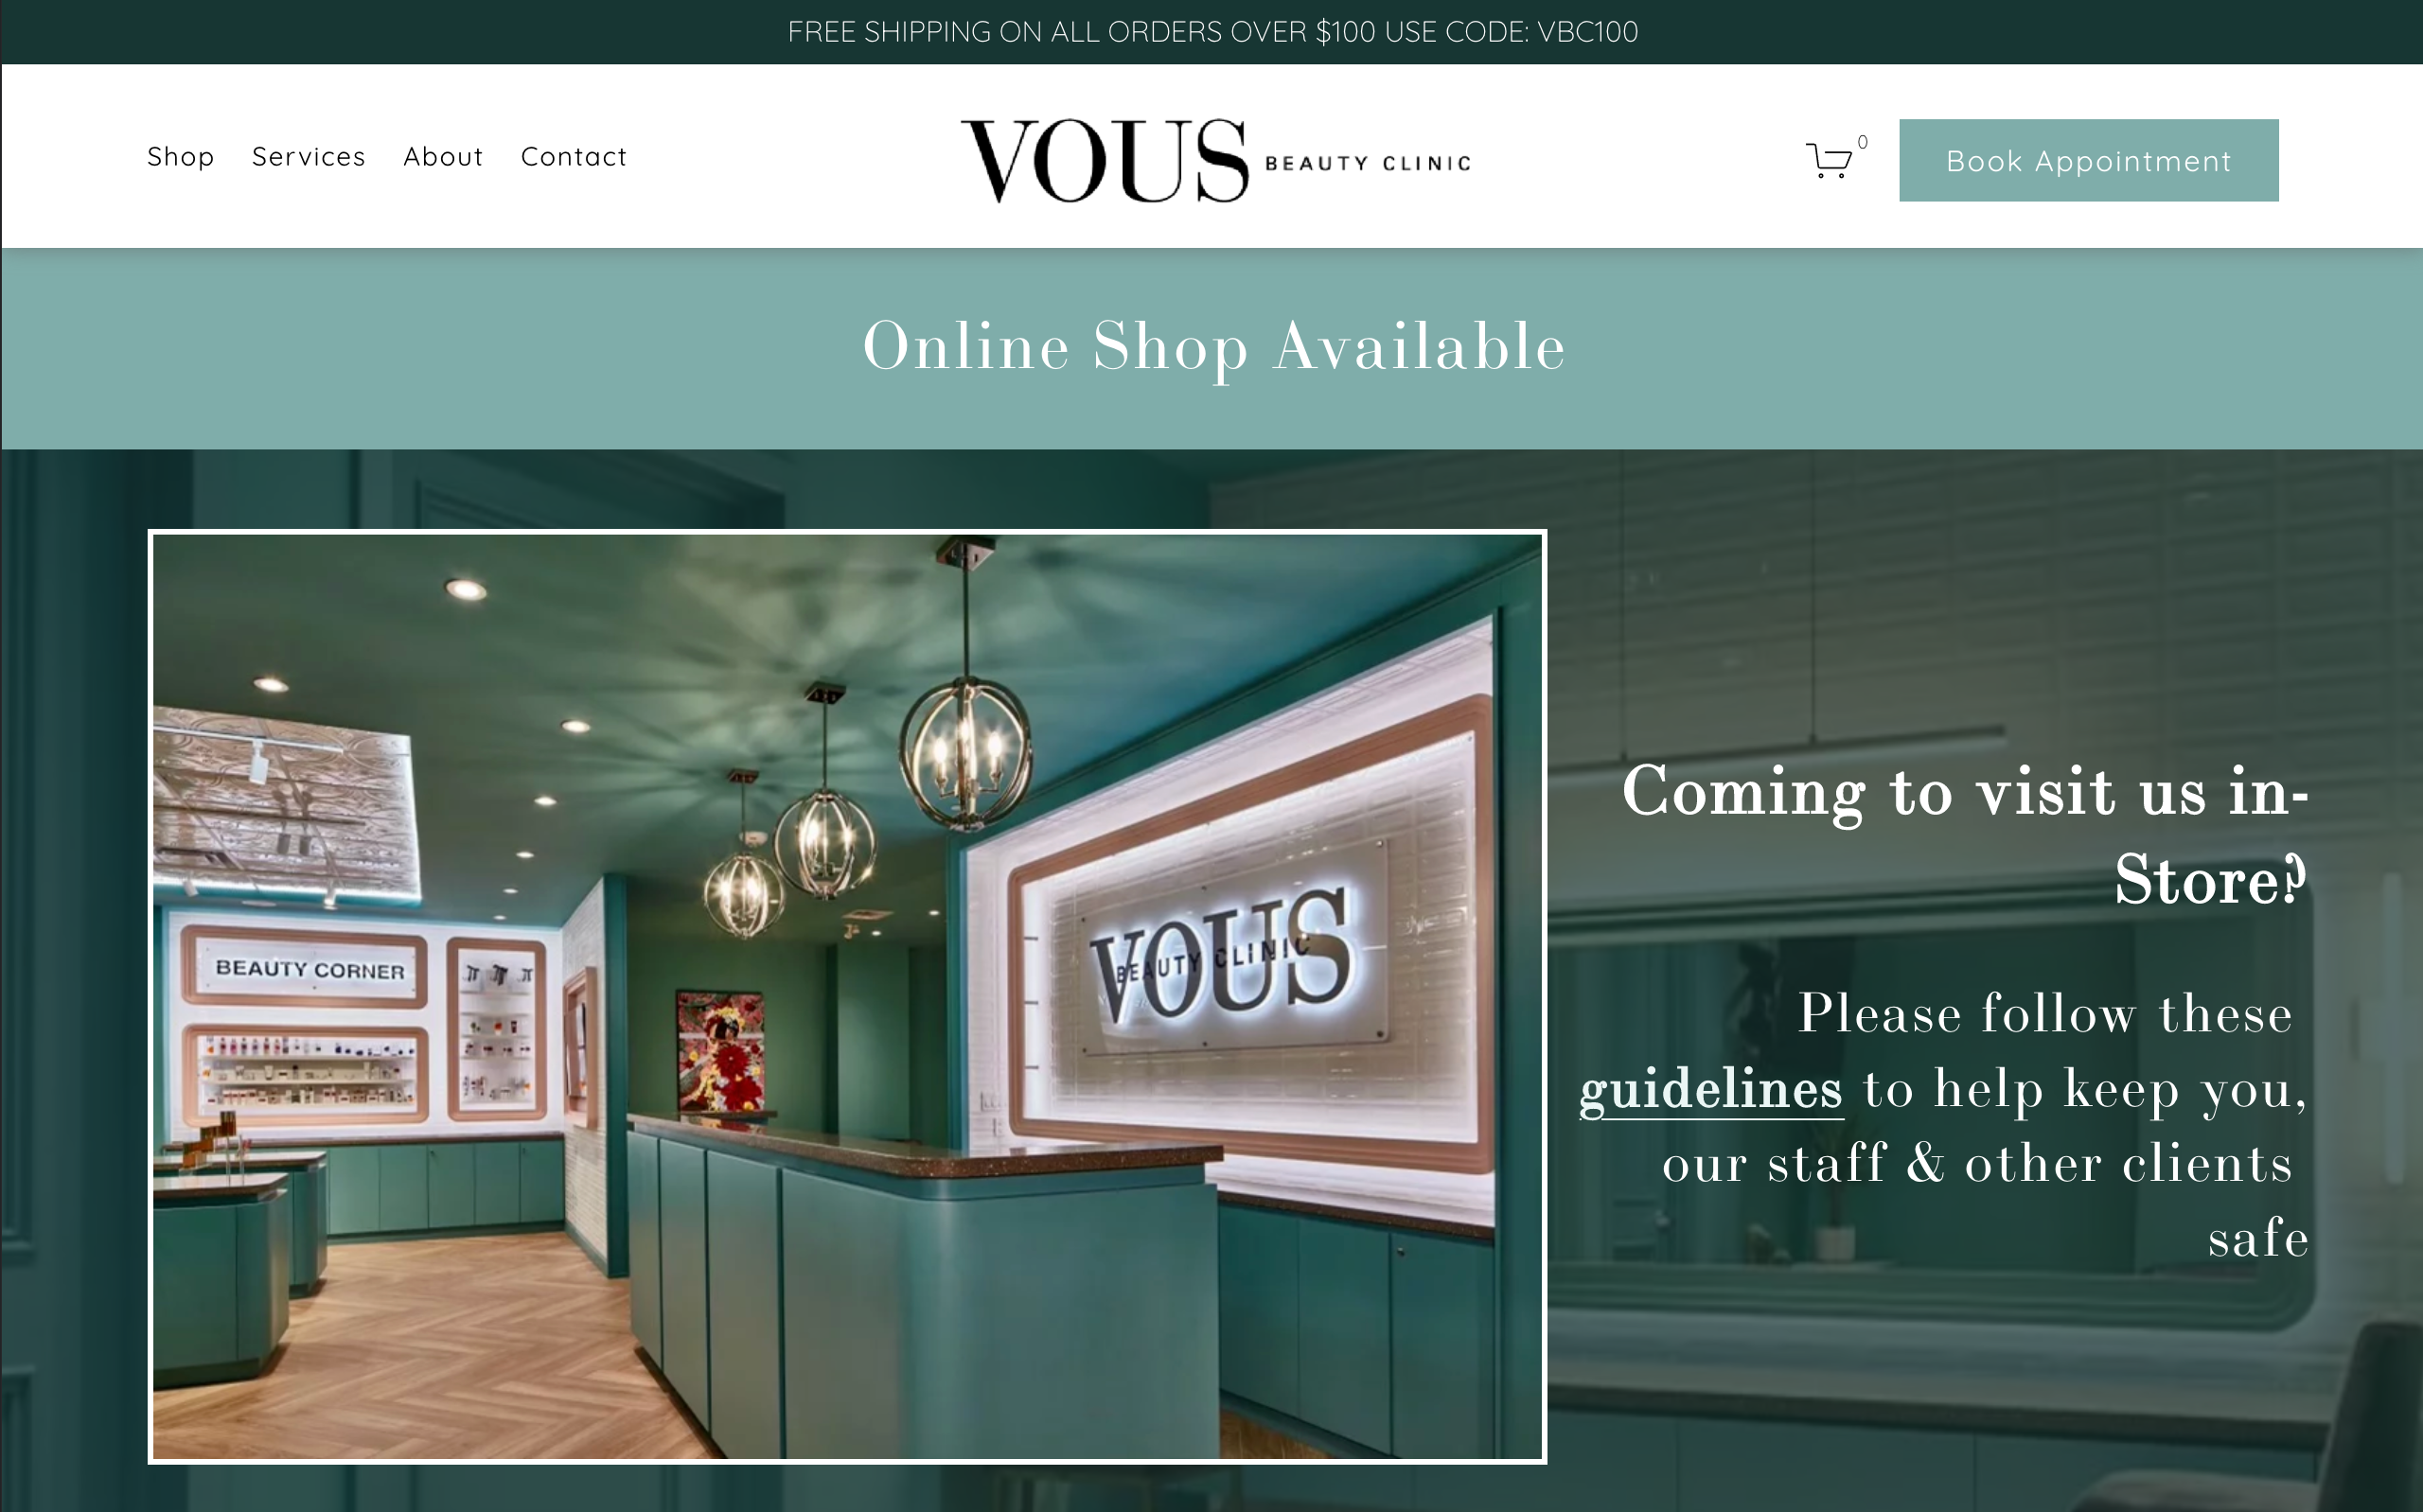 FREE SHIPPING ON ALL ORDERS OVER $100 USE CODE: VBC100
Shop Services About Contact
VOUS BEAUTY CLINIC
0
Book Appointment
Online Shop Available
BEAUTY CORNER
VOUS
BEAUTY CLINIC
Coming to visit us in-
Store?
Please follow these
guidelines to help keep you,
our staff & other clients
safe